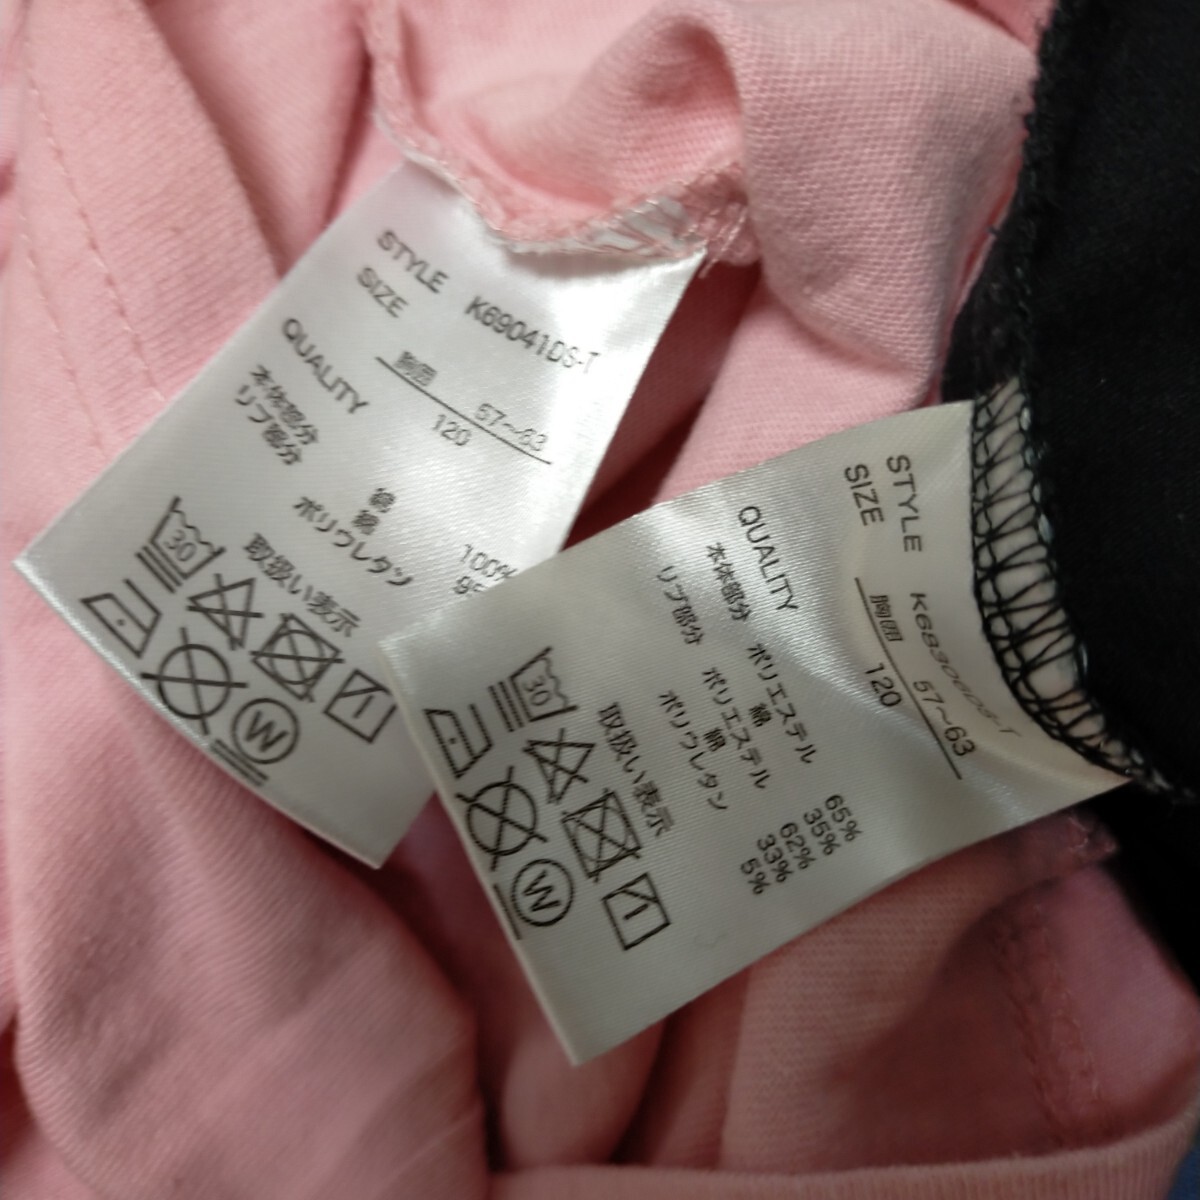 STYLE K69041DS-T
SIZE
胸囲 57～63
120
QUALITY
本体部分 綿 100%
リブ部分 綿
ポリウレタン
取扱い表示
30
W
STYLE
SIZE
胸囲 57～63
120
QUALITY
本体部分 ポリエステル 65%
綿 35%
リブ部分 ポリエステル 62%
綿 33%
ポリウレタン 5%
取扱い表示
30
W